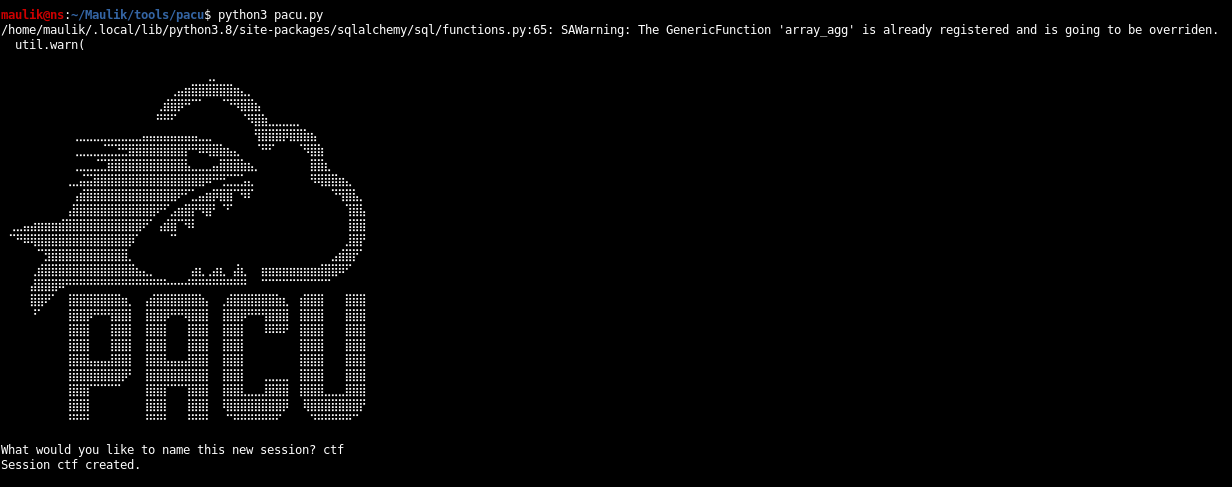 maulik@ns:~/Maulik/tools/pacu$ python3 pacu.py
/home/maulik/.local/lib/python3.8/site-packages/sqlalchemy/sql/functions.py:65: SAWarning: The GenericFunction 'array_agg' is already registered and is going to be overriden.
  util.warn(
PACU
What would you like to name this new session? ctf
Session ctf created.